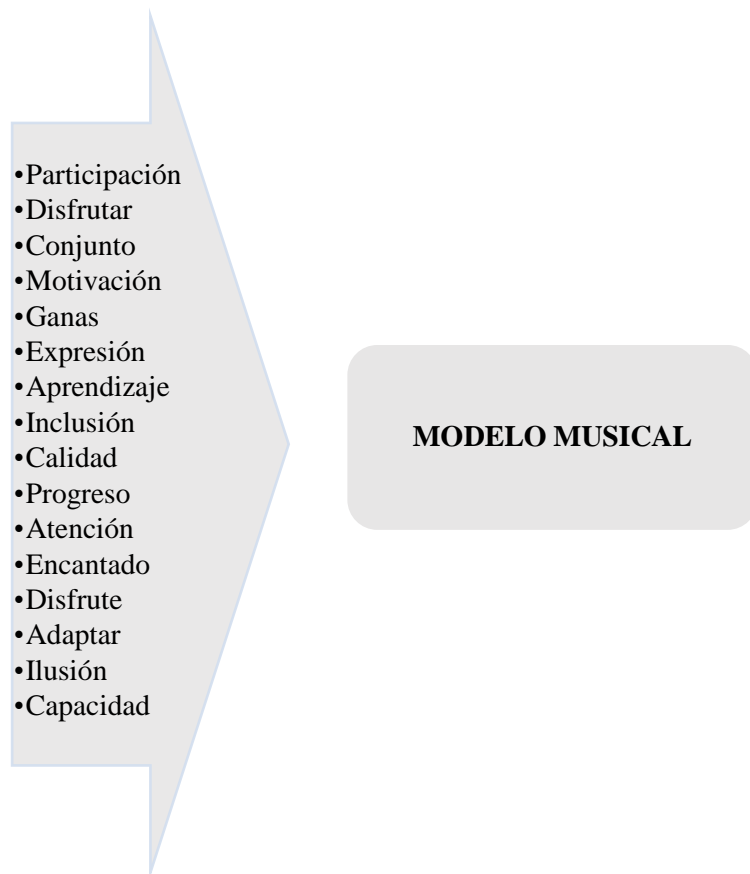 •Participación
•Disfrutar
•Conjunto
•Motivación
•Ganas
•Expresión
•Aprendizaje
•Inclusión
•Calidad
•Progreso
•Atención
•Encantado
•Disfrute
•Adaptar
•Ilusión
•Capacidad
MODELO MUSICAL